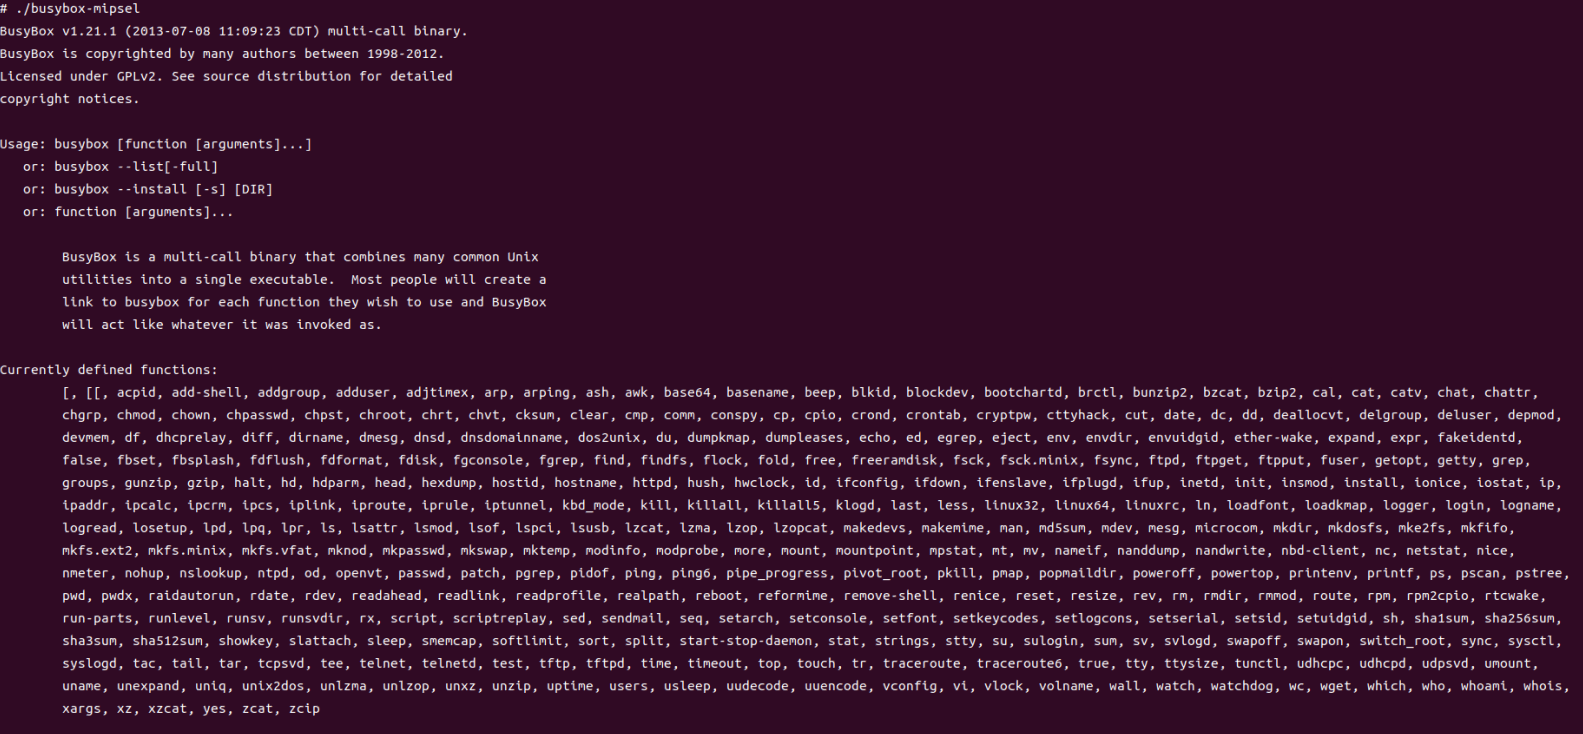 # ./busybox-mipsel
BusyBox v1.21.1 (2013-07-08 11:09:23 CDT) multi-call binary.
BusyBox is copyrighted by many authors between 1998-2012.
Licensed under GPLv2. See source distribution for detailed
copyright notices.

Usage: busybox [function [arguments]...]
   or: busybox --list[-full]
   or: busybox --install [-s] [DIR]
   or: function [arguments]...

        BusyBox is a multi-call binary that combines many common Unix
        utilities into a single executable.  Most people will create a
        link to busybox for each function they wish to use and BusyBox
        will act like whatever it was invoked as.

Currently defined functions:
        [, [[, acpid, add-shell, addgroup, adduser, adjtimex, arp, arping, ash, awk, base64, basename, beep, blkid, blockdev, bootchartd, brctl, bunzip2, bzcat, bzip2, cal, cat, catv, chat, chattr,
        chgrp, chmod, chown, chpasswd, chpst, chroot, chrt, chvt, cksum, clear, cmp, comm, conspy, cp, cpio, crond, crontab, cryptpw, cttyhack, cut, date, dc, dd, deallocvt, delgroup, deluser, depmod,
        devmem, df, dhcprelay, diff, dirname, dmesg, dnsd, dnsdomainname, dos2unix, du, dumpkmap, dumpleases, echo, ed, egrep, eject, env, envdir, envuidgid, ether-wake, expand, expr, fakeidentd,
        false, fbset, fbsplash, fdflush, fdformat, fdisk, fgconsole, fgrep, find, findfs, flock, fold, free, freeramdisk, fsck, fsck.minix, fsync, ftpd, ftpget, ftpput, fuser, getopt, getty, grep,
        groups, gunzip, gzip, halt, hd, hdparm, head, hexdump, hostid, hostname, httpd, hush, hwclock, id, ifconfig, ifdown, ifenslave, ifplugd, ifup, inetd, init, insmod, install, ionice, iostat, ip,
        ipaddr, ipcalc, ipcrm, ipcs, iplink, iproute, iprule, iptunnel, kbd_mode, kill, killall, killall5, klogd, last, less, linux32, linux64, linuxrc, ln, loadfont, loadkmap, logger, login, logname,
        logread, losetup, lpd, lpq, lpr, ls, lsattr, lsmod, lsof, lspci, lsusb, lzcat, lzma, lzop, lzopcat, makedevs, makemime, man, md5sum, mdev, mesg, microcom, mkdir, mkdosfs, mke2fs, mkfifo,
        mkfs.ext2, mkfs.minix, mkfs.vfat, mknod, mkpasswd, mkswap, mktemp, modinfo, modprobe, more, mount, mountpoint, mpstat, mt, mv, nameif, nanddump, nandwrite, nbd-client, nc, netstat, nice,
        nmeter, nohup, nslookup, ntpd, od, openvt, passwd, patch, pgrep, pidof, ping, ping6, pipe_progress, pivot_root, pkill, pmap, popmaildir, poweroff, powertop, printenv, printf, ps, pscan, pstree,
        pwd, pwdx, raidautorun, rdate, rdev, readahead, readlink, readprofile, realpath, reboot, reformime, remove-shell, renice, reset, resize, rev, rm, rmdir, rmmod, route, rpm, rpm2cpio, rtcwake,
        run-parts, runlevel, runsv, runsvdir, rx, script, scriptreplay, sed, sendmail, seq, setarch, setconsole, setfont, setkeycodes, setlogcons, setserial, setsid, setuidgid, sh, sha1sum, sha256sum,
        sha3sum, sha512sum, showkey, slattach, sleep, smemcap, softlimit, sort, split, start-stop-daemon, stat, strings, stty, su, sulogin, sum, sv, svlogd, swapoff, swapon, switch_root, sync, sysctl,
        syslogd, tac, tail, tar, tcpsvd, tee, telnet, telnetd, test, tftp, tftpd, time, timeout, top, touch, tr, traceroute, traceroute6, true, tty, ttysize, tunctl, udhcpc, udhcpd, udpsvd, umount,
        uname, unexpand, uniq, unix2dos, unlzma, unlzop, unxz, unzip, uptime, users, usleep, uudecode, uuencode, vconfig, vi, vlock, volname, wall, watch, watchdog, wc, wget, which, who, whoami, whois,
        xargs, xz, xzcat, yes, zcat, zcip